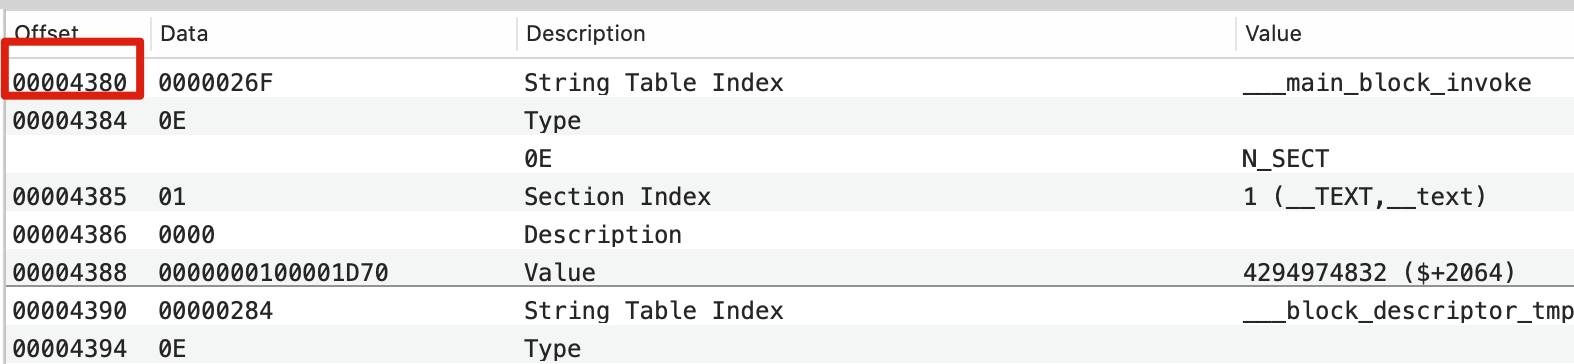 Offset Data Description Value
00004380 0000026F String Table Index ___main_block_invoke
00004384 0E Type
0E N_SECT
00004385 01 Section Index 1 (__TEXT,__text)
00004386 0000 Description
00004388 0000000100001D70 Value 4294974832 ($+2064)
00004390 00000284 String Table Index ___block_descriptor_tmp
00004394 0E Type